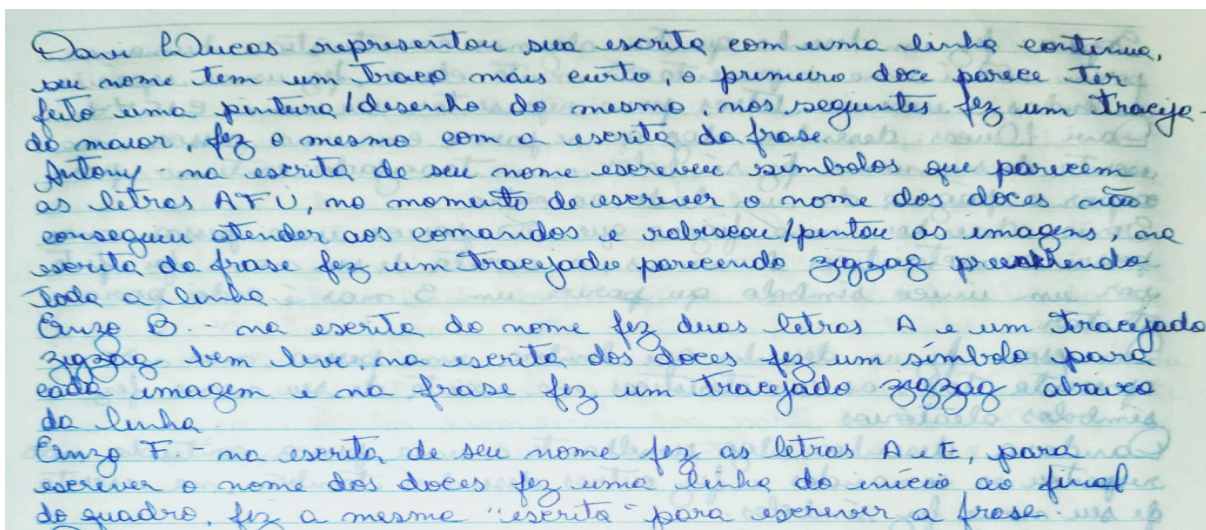 Davi Lucas representou sua escrita com uma linha contínua,
seu nome tem um traço mais curto, o primeiro doce parece ter
feito uma pintura/desenho do mesmo, nos seguintes fez um traceja-
do maior, fez o mesmo com a escrita da frase.
Antony - na escrita de seu nome escreveu símbolos que parecem
as letras AFU, no momento de escrever o nome dos doces não
conseguiu atender aos comandos e rabiscou/pintou as imagens, na
escrita da frase fez um tracejado parecendo zigzag preenchendo
toda a linha.
Enzo B. - na escrita do nome fez duas letras A e um tracejado
zigzag bem leve, na escrita dos doces fez um símbolo para
cada imagem e na frase fez um tracejado zigzag abaixo
da linha.
Enzo F. - na escrita de seu nome fez as letras A e E, para
escrever o nome dos doces fez uma linha do início ao final
do quadro, fez a mesma "escrita" para escrever a frase.